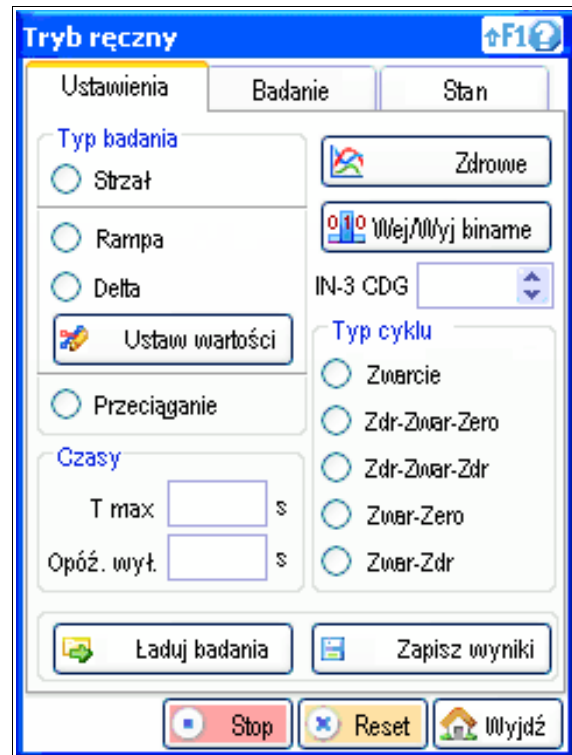 Tryb ręczny F1?
Ustawienia Badanie Stan
Typ badania
Strzał
Rampa
Delta
Ustaw wartości
Przeciąganie
Czasy
T max s
Opóź. wył. s
Zdrowe
010 Wej/Wyj binarne
IN-3 CDG
Typ cyklu
Zwarcie
Zdr-Zwar-Zero
Zdr-Zwar-Zdr
Zwar-Zero
Zwar-Zdr
Ładuj badania Zapisz wyniki
Stop Reset Wyjdź